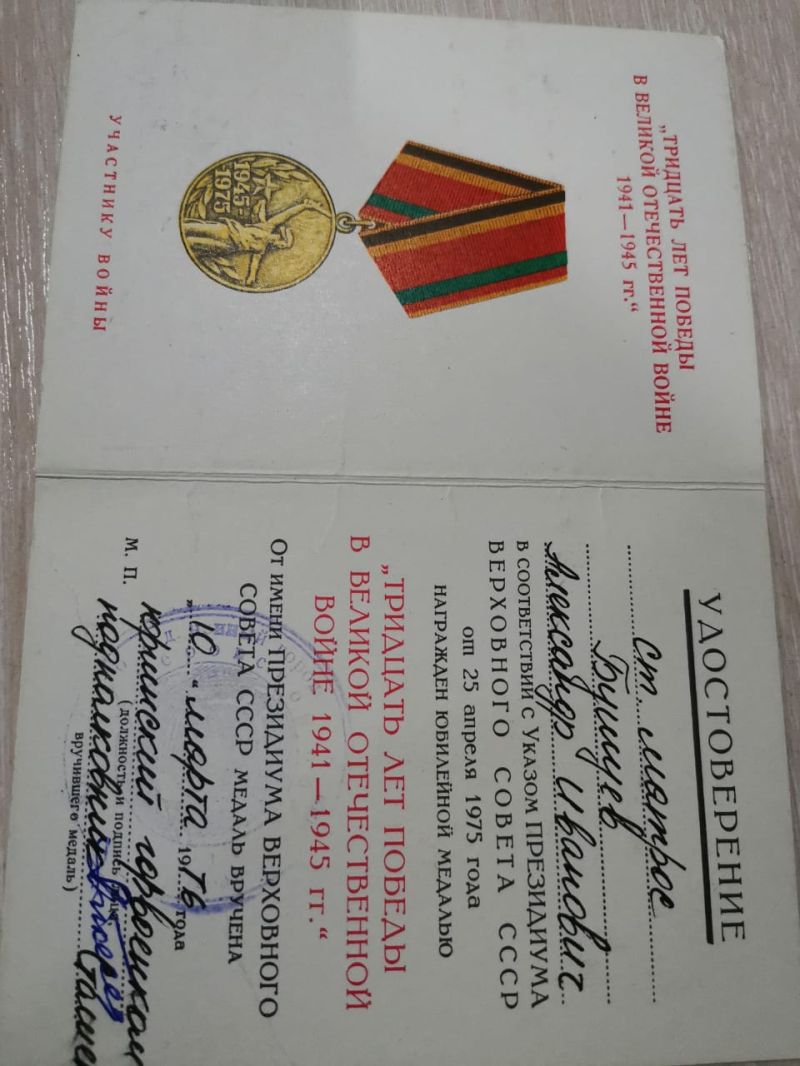 „ТРИДЦАТЬ ЛЕТ ПОБЕДЫ
В ВЕЛИКОЙ ОТЕЧЕСТВЕННОЙ ВОЙНЕ
1941—1945 гг.“
1945-
1975
УЧАСТНИКУ ВОЙНЫ
УДОСТОВЕРЕНИЕ
ст. матрос
Бушуев
Александр Иванович
В СООТВЕТСТВИИ С УКАЗОМ ПРЕЗИДИУМА
ВЕРХОВНОГО СОВЕТА СССР
от 25 апреля 1975 года
НАГРАЖДЕН ЮБИЛЕЙНОЙ МЕДАЛЬЮ
„ТРИДЦАТЬ ЛЕТ ПОБЕДЫ
В ВЕЛИКОЙ ОТЕЧЕСТВЕННОЙ
ВОЙНЕ 1941—1945 гг.“
ОТ ИМЕНИ ПРЕЗИДИУМА ВЕРХОВНОГО
СОВЕТА СССР МЕДАЛЬ ВРУЧЕНА
„10“ марта 1976 года
М. П.
горвоенком
(должность и подпись
подполковник
вручившего медаль)